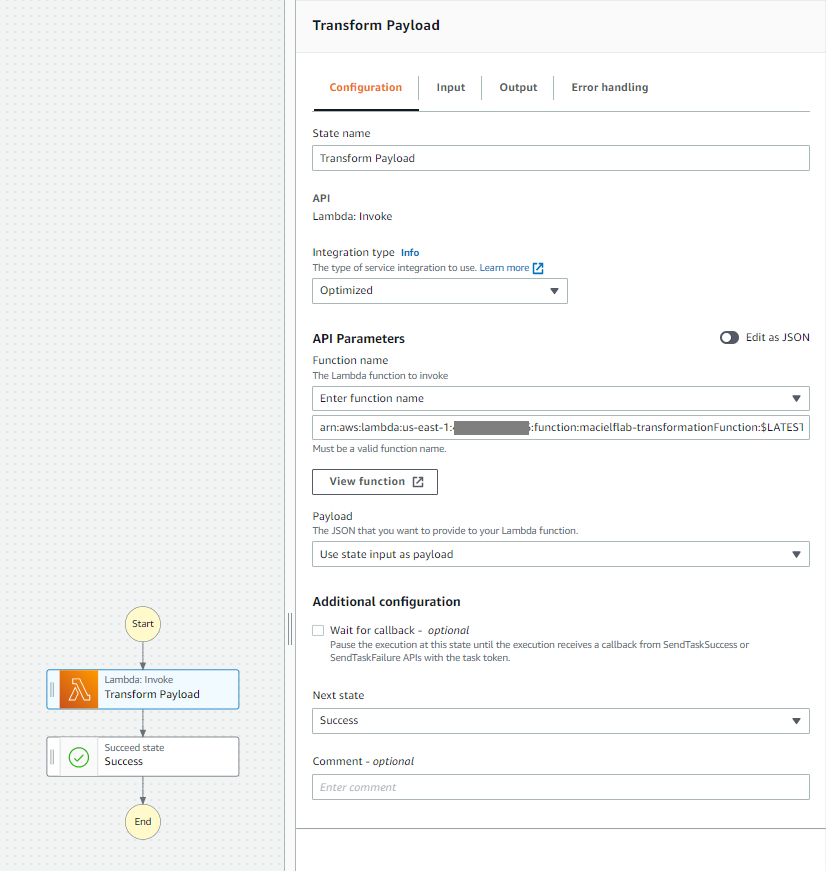 Transform Payload
Configuration
Input
Output
Error handling
State name
Transform Payload
API
Lambda: Invoke
Integration type Info
The type of service integration to use. Learn more
Optimized
API Parameters
Edit as JSON
Function name
The Lambda function to invoke
Enter function name
arn:aws:lambda:us-east-1: :function:macielflab-transformationFunction:$LATEST
Must be a valid function name.
View function
Payload
The JSON that you want to provide to your Lambda function.
Use state input as payload
Additional configuration
Wait for callback - optional
Pause the execution at this state until the execution receives a callback from SendTaskSuccess or
SendTaskFailure APIs with the task token.
Next state
Success
Comment - optional
Enter comment
Start
Lambda: Invoke
Transform Payload
Succeed state
Success
End